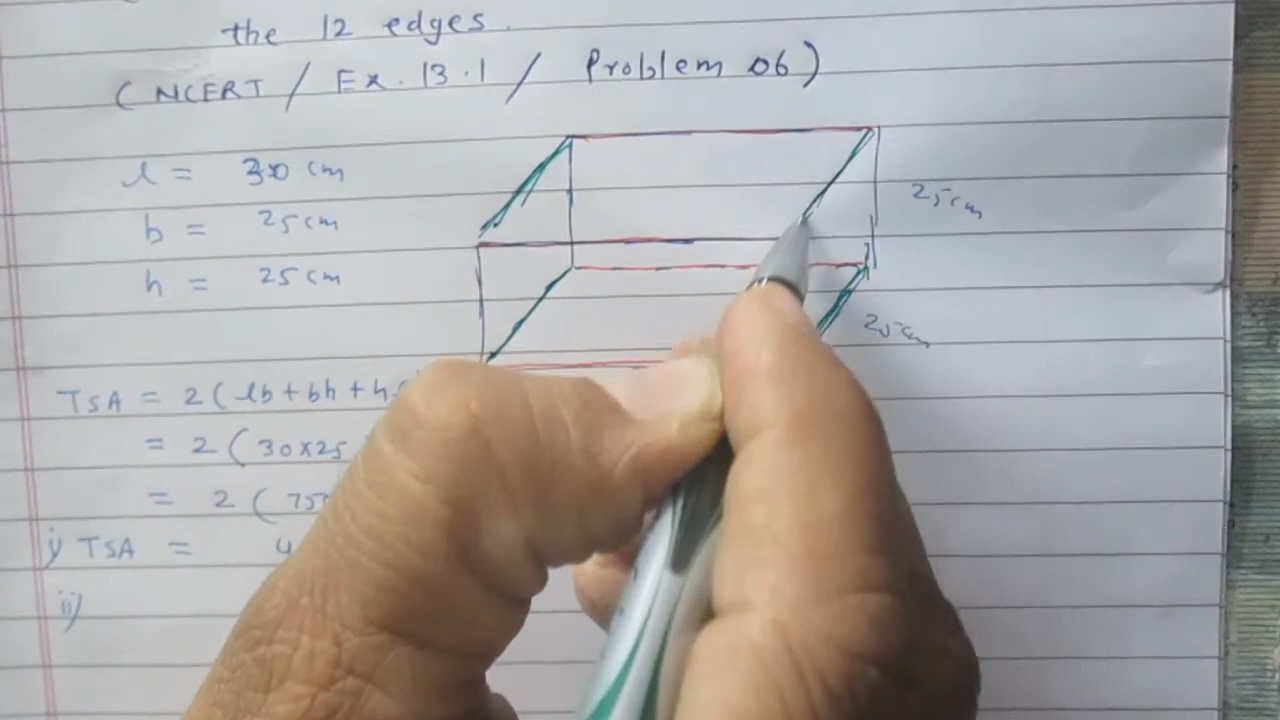 the 12 edges.
(NCERT / Ex. 13.1 / Problem 06)
l = 30 cm
b = 25 cm
h = 25 cm
25 cm
25 cm
TSA = 2 (lb + bh + h
= 2 ( 30x25
= 2 ( 75
i) TSA = 4
ii)